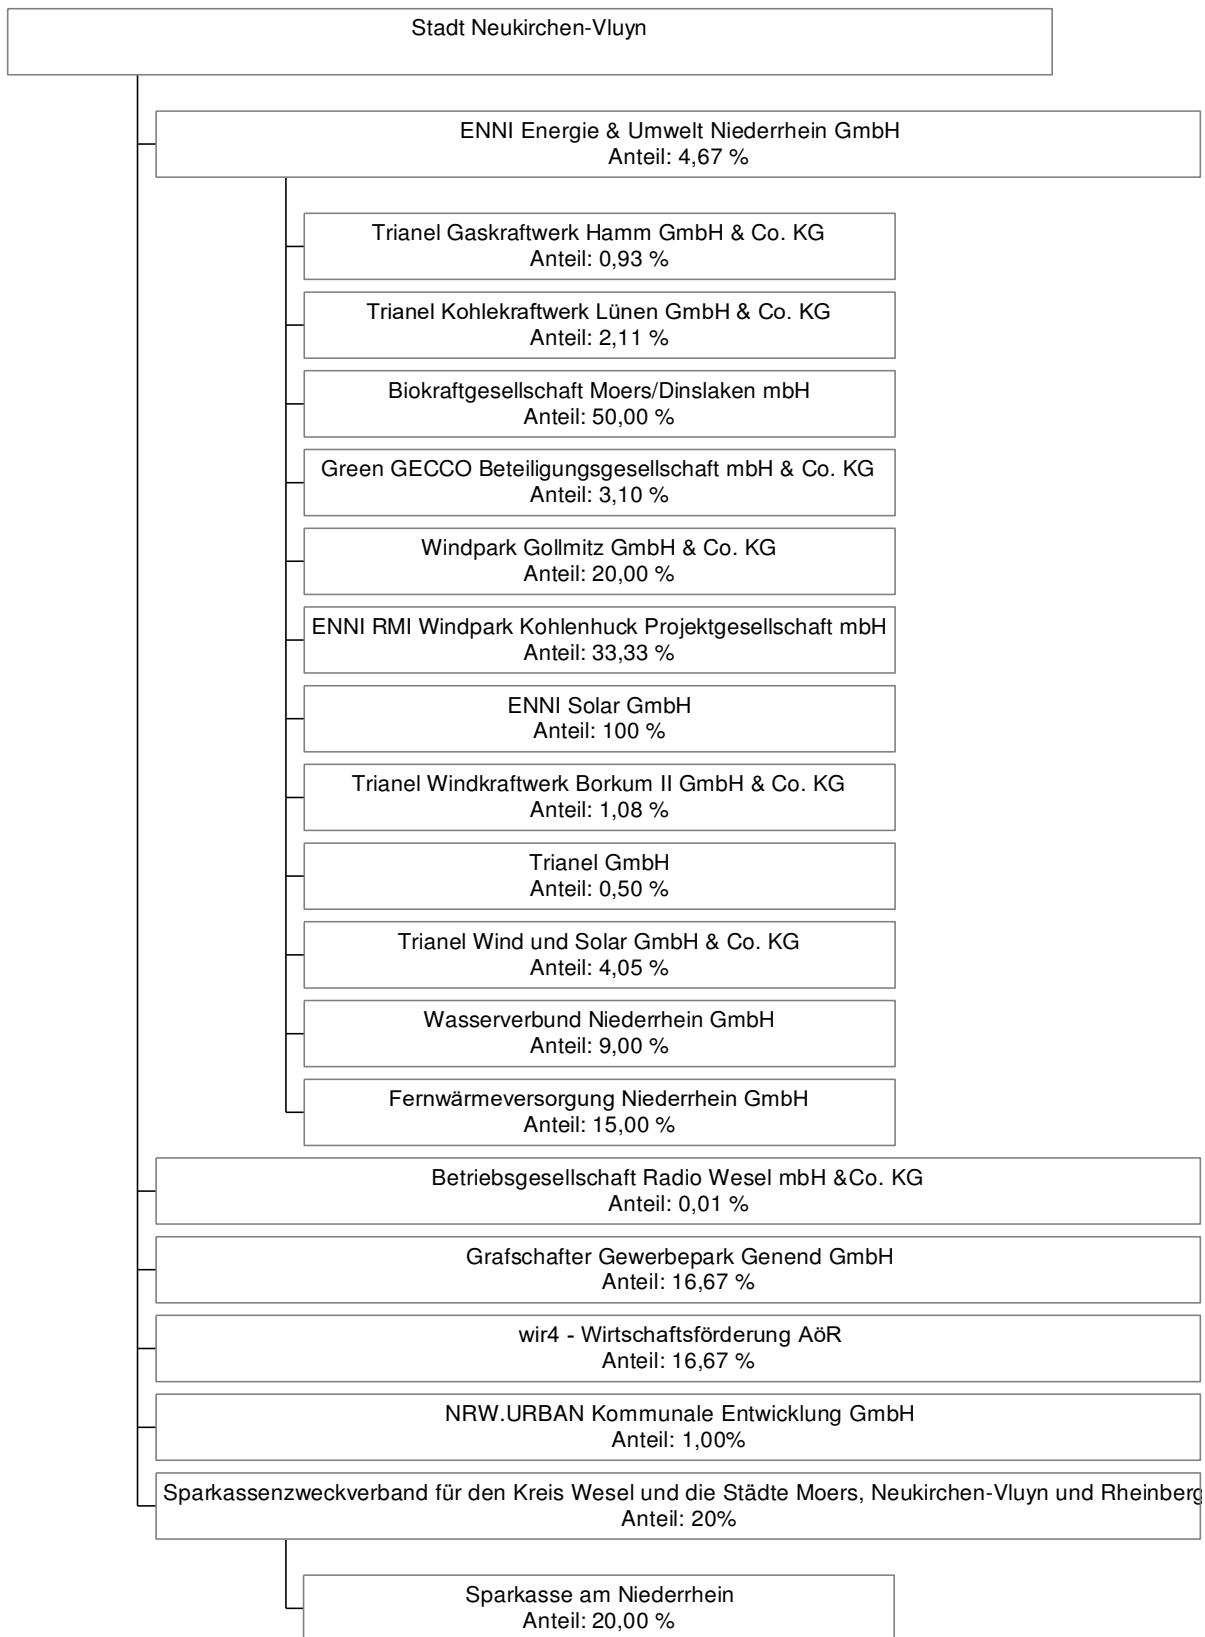 Stadt Neukirchen-Vluyn
ENNI Energie & Umwelt Niederrhein GmbH
Anteil: 4,67 %
Trianel Gaskraftwerk Hamm GmbH & Co. KG
Anteil: 0,93 %
Trianel Kohlekraftwerk Lünen GmbH & Co. KG
Anteil: 2,11 %
Biokraftgesellschaft Moers/Dinslaken mbH
Anteil: 50,00 %
Green GECCO Beteiligungsgesellschaft mbH & Co. KG
Anteil: 3,10 %
Windpark Gollmitz GmbH & Co. KG
Anteil: 20,00 %
ENNI RMI Windpark Kohlenhuck Projektgesellschaft mbH
Anteil: 33,33 %
ENNI Solar GmbH
Anteil: 100 %
Trianel Windkraftwerk Borkum II GmbH & Co. KG
Anteil: 1,08 %
Trianel GmbH
Anteil: 0,50 %
Trianel Wind und Solar GmbH & Co. KG
Anteil: 4,05 %
Wasserverbund Niederrhein GmbH
Anteil: 9,00 %
Fernwärmeversorgung Niederrhein GmbH
Anteil: 15,00 %
Betriebsgesellschaft Radio Wesel mbH &Co. KG
Anteil: 0,01 %
Grafschafter Gewerbepark Genend GmbH
Anteil: 16,67 %
wir4 - Wirtschaftsförderung AöR
Anteil: 16,67 %
NRW.URBAN Kommunale Entwicklung GmbH
Anteil: 1,00%
Sparkassenzweckverband für den Kreis Wesel und die Städte Moers, Neukirchen-Vluyn und Rheinberg
Anteil: 20%
Sparkasse am Niederrhein
Anteil: 20,00 %